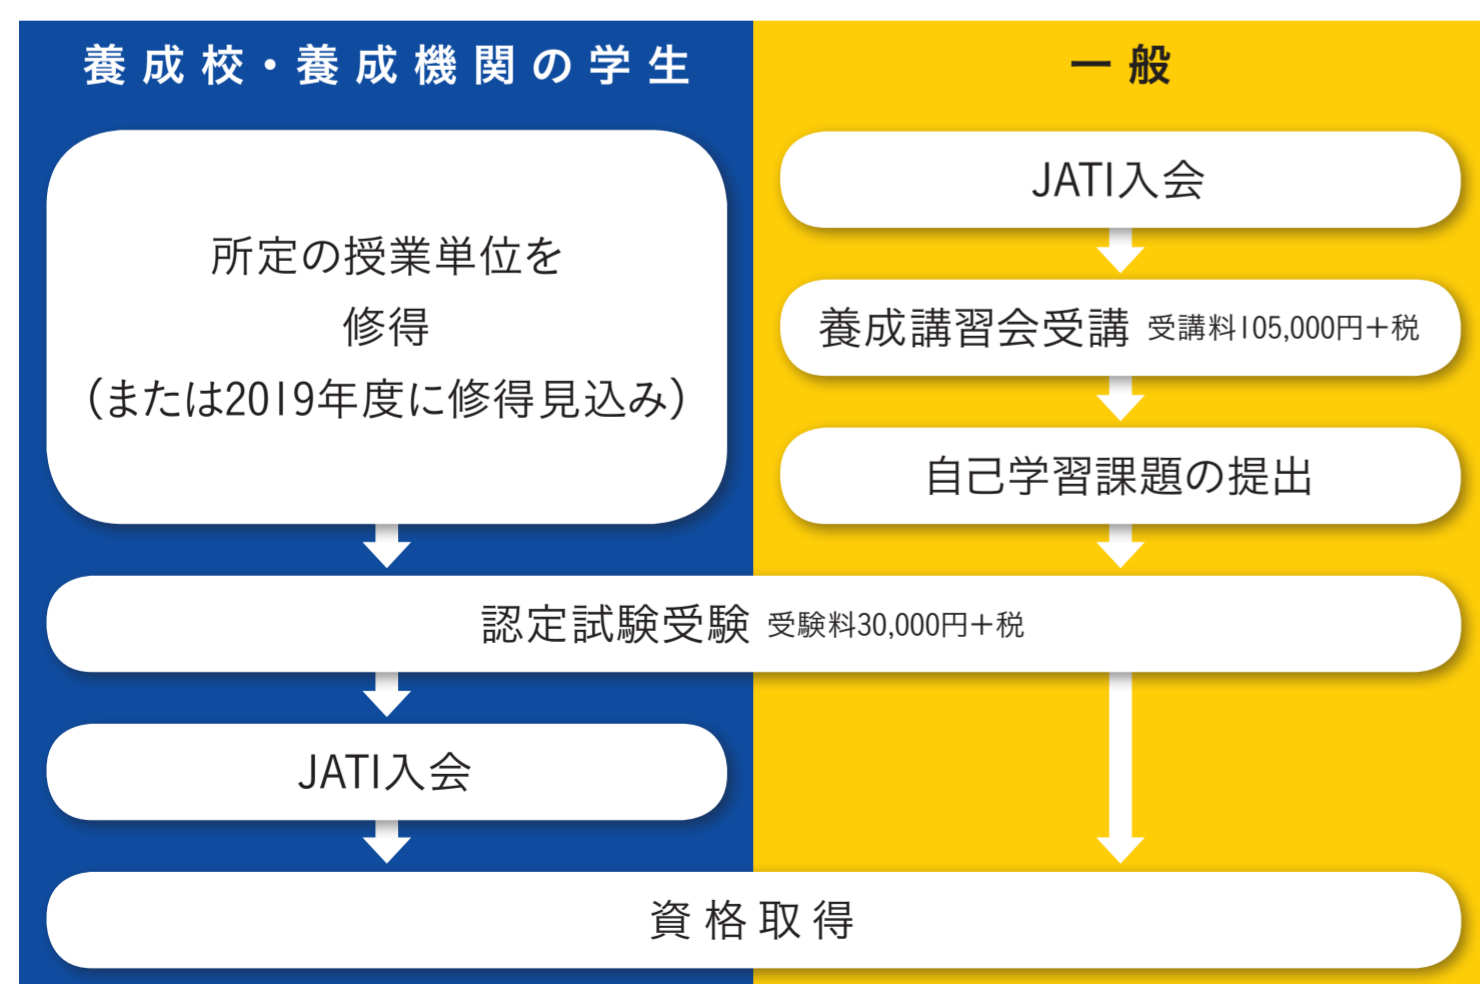 養成校・養成機関の学生
所定の授業単位を
修得
（または2019年度に修得見込み）
一般
JATI入会
養成講習会受講 受講料105,000円＋税
自己学習課題の提出
認定試験受験 受験料30,000円＋税
JATI入会
資格取得